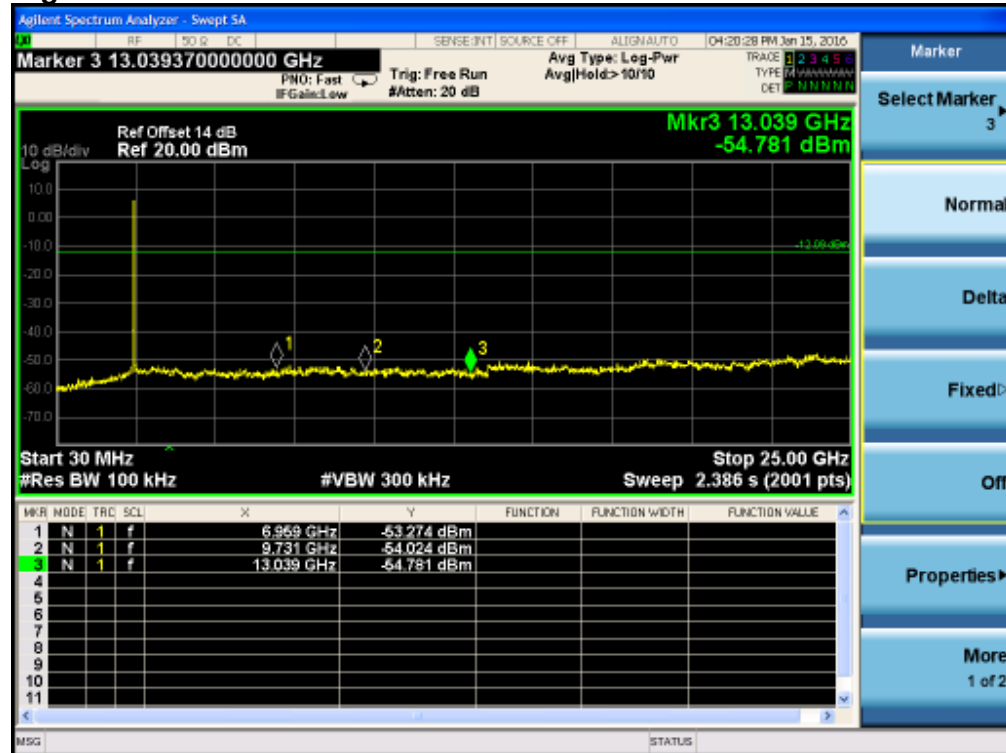 Agilent Spectrum Analyzer - Swept SA
RF 50 Ω DC SENSE:INT SOURCE OFF ALIGN AUTO 04:20:28 PM Jan 15, 2016
Marker 3 13.039370000000 GHz
PNO: Fast
IFGain:Low
Trig: Free Run
#Atten: 20 dB
Avg Type: Log-Pwr
Avg|Hold:>10/10
TRACE 1 2 3 4 5 6
TYPE
DET P N N N N N
Ref Offset 14 dB
Ref 20.00 dBm
10 dB/div
Log
Mkr3 13.039 GHz
-54.781 dBm
10.0
0.00
-10.0
-20.0
-30.0
-40.0
-50.0
-60.0
-70.0
-12.09 dBm
1
2
3
Start 30 MHz
#Res BW 100 kHz
#VBW 300 kHz
Stop 25.00 GHz
Sweep 2.386 s (2001 pts)
MKR MODE TRC SCL X Y FUNCTION FUNCTION WIDTH FUNCTION VALUE
1 N 1 f 6.959 GHz -53.274 dBm
2 N 1 f 9.731 GHz -54.024 dBm
3 N 1 f 13.039 GHz -54.781 dBm
4
5
6
7
8
9
10
11
MSG
STATUS
Marker
Select Marker
3
Normal
Delta
Fixed
Off
Properties
More
1 of 2